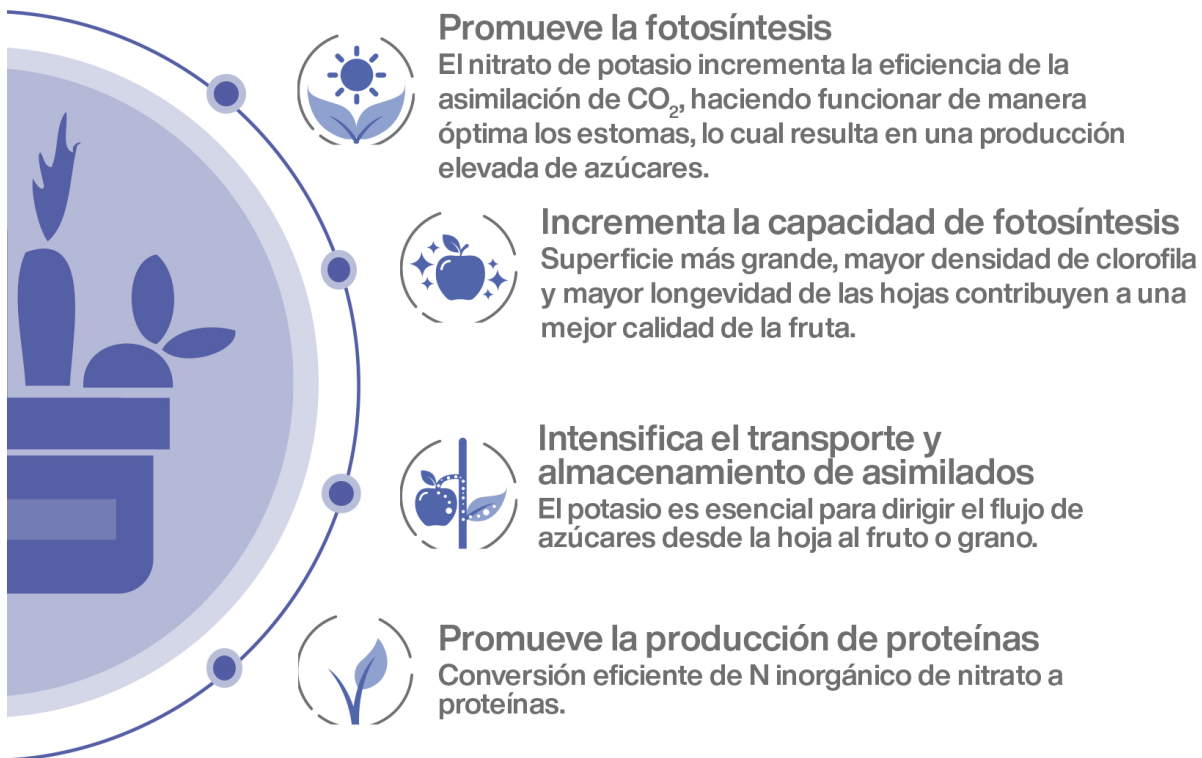 Promueve la fotosíntesis
El nitrato de potasio incrementa la eficiencia de la
asimilación de CO₂, haciendo funcionar de manera
óptima los estomas, lo cual resulta en una producción
elevada de azúcares.
Incrementa la capacidad de fotosíntesis
Superficie más grande, mayor densidad de clorofila
y mayor longevidad de las hojas contribuyen a una
mejor calidad de la fruta.
Intensifica el transporte y
almacenamiento de asimilados
El potasio es esencial para dirigir el flujo de
azúcares desde la hoja al fruto o grano.
Promueve la producción de proteínas
Conversión eficiente de N inorgánico de nitrato a
proteínas.